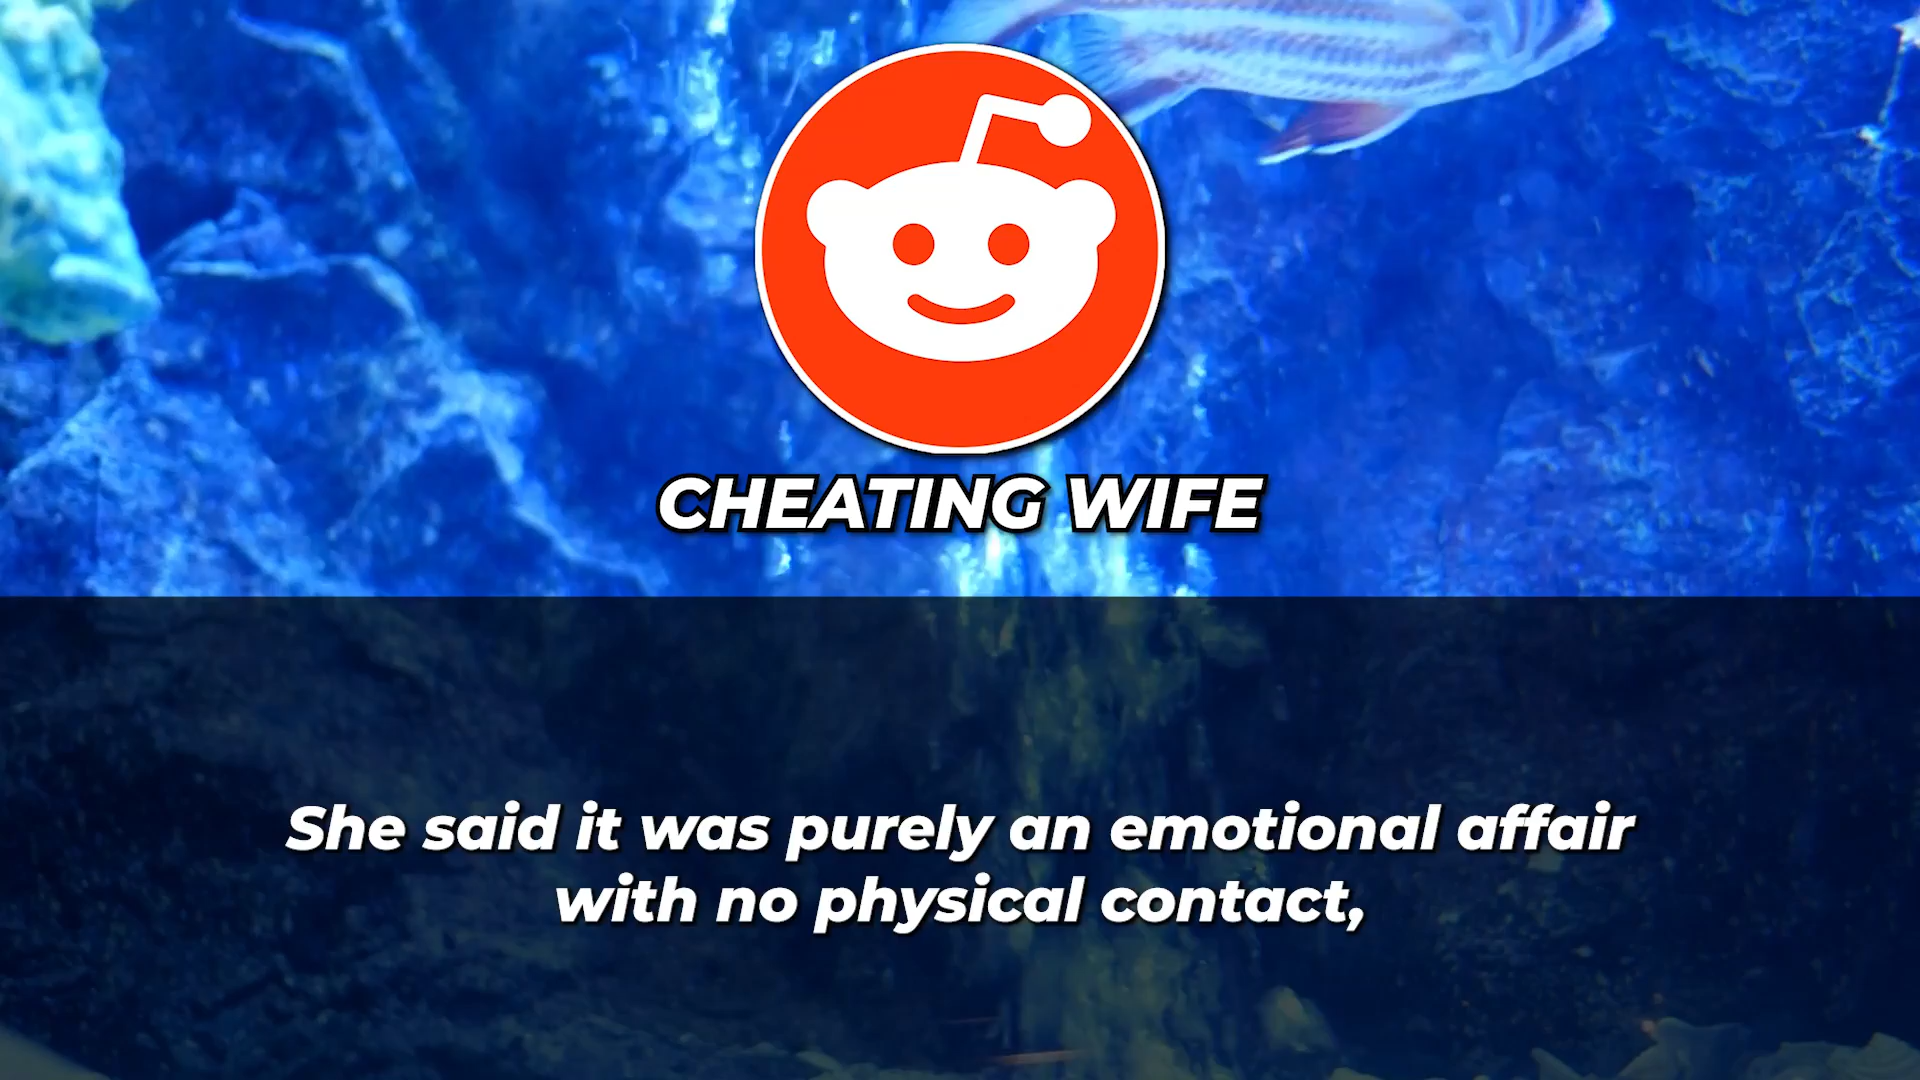 CHEATING WIFE
She said it was purely an emotional affair
with no physical contact,